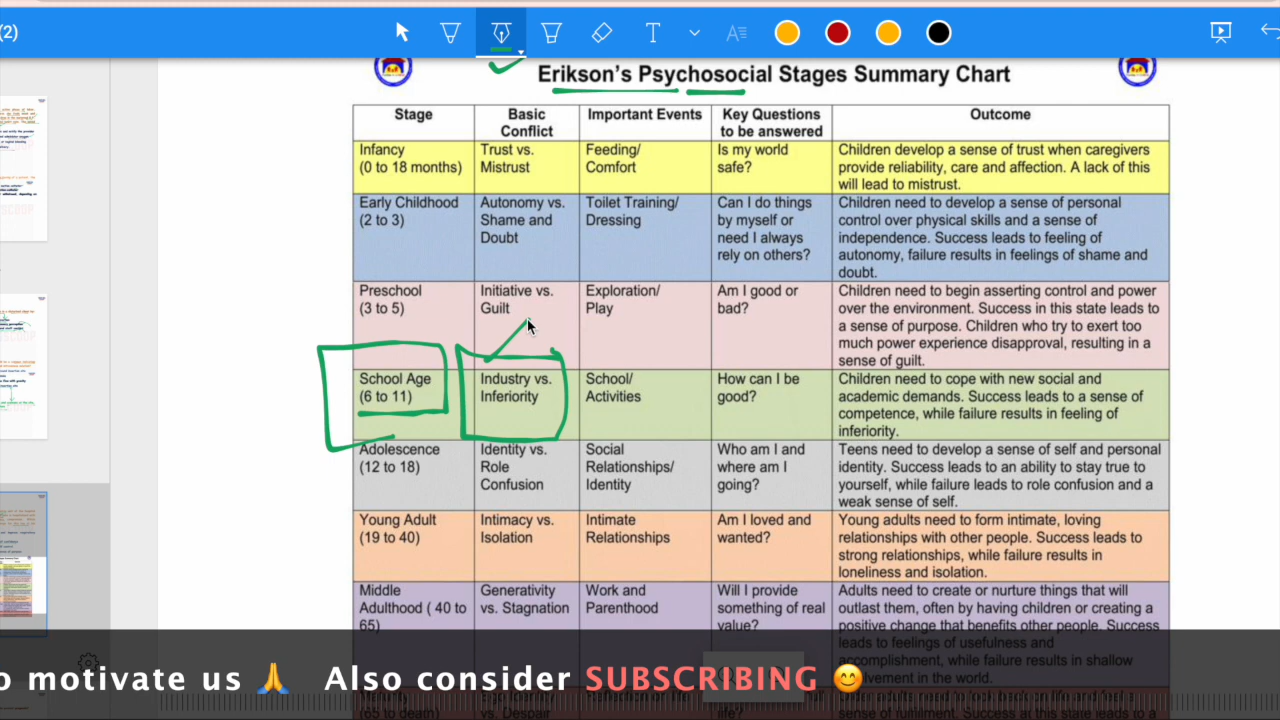 (2)
T
A
Erikson's Psychosocial Stages Summary Chart
Stage
Basic
Conflict
Important Events
Key Questions
to be answered
Outcome
Infancy
(0 to 18 months)
Trust vs.
Mistrust
Feeding/
Comfort
Is my world
safe?
Children develop a sense of trust when caregivers
provide reliability, care and affection. A lack of this
will lead to mistrust.
Early Childhood
(2 to 3)
Autonomy vs.
Shame and
Doubt
Toilet Training/
Dressing
Can I do things
by myself or
need I always
rely on others?
Children need to develop a sense of personal
control over physical skills and a sense of
independence. Success leads to feeling of
autonomy, failure results in feelings of shame and
doubt.
Preschool
(3 to 5)
Initiative vs.
Guilt
Exploration/
Play
Am I good or
bad?
Children need to begin asserting control and power
over the environment. Success in this state leads to
a sense of purpose. Children who try to exert too
much power experience disapproval, resulting in a
sense of guilt.
School Age
(6 to 11)
Industry vs.
Inferiority
School/
Activities
How can I be
good?
Children need to cope with new social and
academic demands. Success leads to a sense of
competence, while failure results in feeling of
inferiority.
Adolescence
(12 to 18)
Identity vs.
Role
Confusion
Social
Relationships/
Identity
Who am I and
where am I
going?
Teens need to develop a sense of self and personal
identity. Success leads to an ability to stay true to
yourself, while failure leads to role confusion and a
weak sense of self.
Young Adult
(19 to 40)
Intimacy vs.
Isolation
Intimate
Relationships
Am I loved and
wanted?
Young adults need to form intimate, loving
relationships with other people. Success leads to
strong relationships, while failure results in
loneliness and isolation.
Middle
Adulthood ( 40 to
65)
Generativity
vs. Stagnation
Work and
Parenthood
Will I provide
something of real
value?
Adults need to create or nurture things that will
outlast them, often by having children or creating a
positive change that benefits other people. Success
leads to feelings of usefulness and
accomplishment, while failure results in shallow
in the world.
(65 to death)
vs. Despair
o motivate us 🙏 Also consider SUBSCRIBING 😊